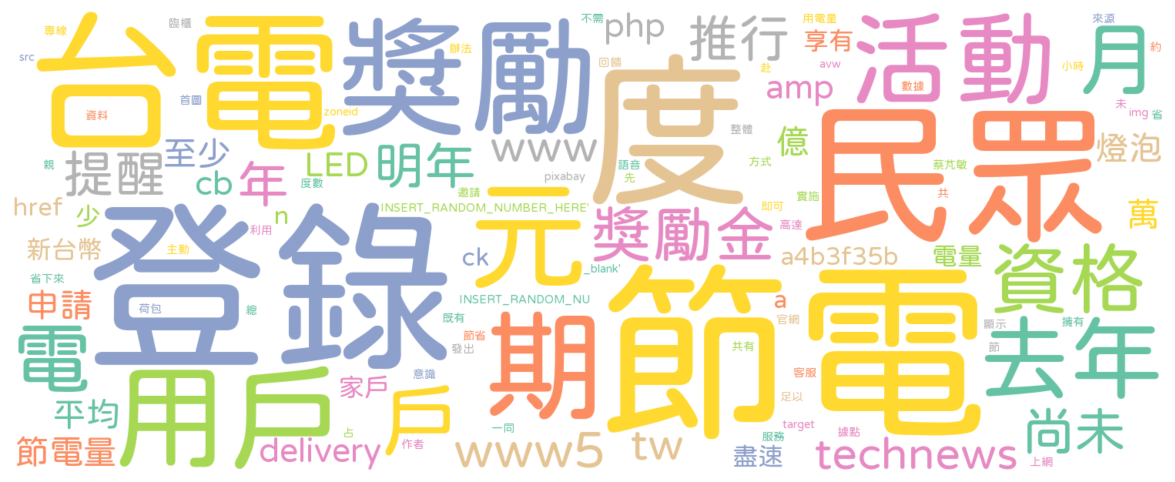 專線 臨櫃 不需 php 推行 用電量 享有 活動 月 來源 約
src 台電 獎勵 辦法 回饋 度 赴 amp avw 小時
資料 首圖 zoneid 數據 未 img 省
親 提醒 至少 cb 年 LED 明年 www pixabay 語音 先 整體 方式 億 民眾 蔡芃敏 燈泡
度數 邀請 實施 共
href 少 n INSERT_RANDOM_NUMBER_HERE' 元 獎勵金 即可 高達 萬
新台幣 主動 利用 登錄 ck _blank' a4b3f35b 電量 資格
省下來 申請 荷包 總 INSERT_RANDOM_NU 既有 節電 a 官網 顯示 擁有
電 節省 發出 期 共有 節 去年
家戶 意識 客服
平均 用戶 戶 足以
節電量 占 作者 一同 target 據點 尚未
delivery www5 tw 服務 盡速 technews 上網